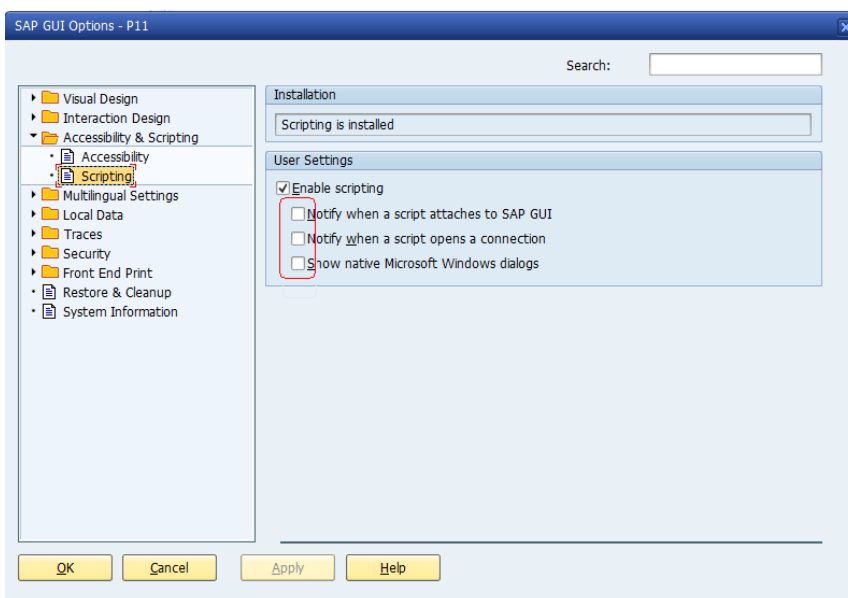 SAP GUI Options - P11
Search:
Visual Design
Interaction Design
Accessibility & Scripting
Accessibility
Scripting
Multilingual Settings
Local Data
Traces
Security
Front End Print
Restore & Cleanup
System Information
Installation
Scripting is installed
User Settings
Enable scripting
Notify when a script attaches to SAP GUI
Notify when a script opens a connection
Show native Microsoft Windows dialogs
OK Cancel Apply Help